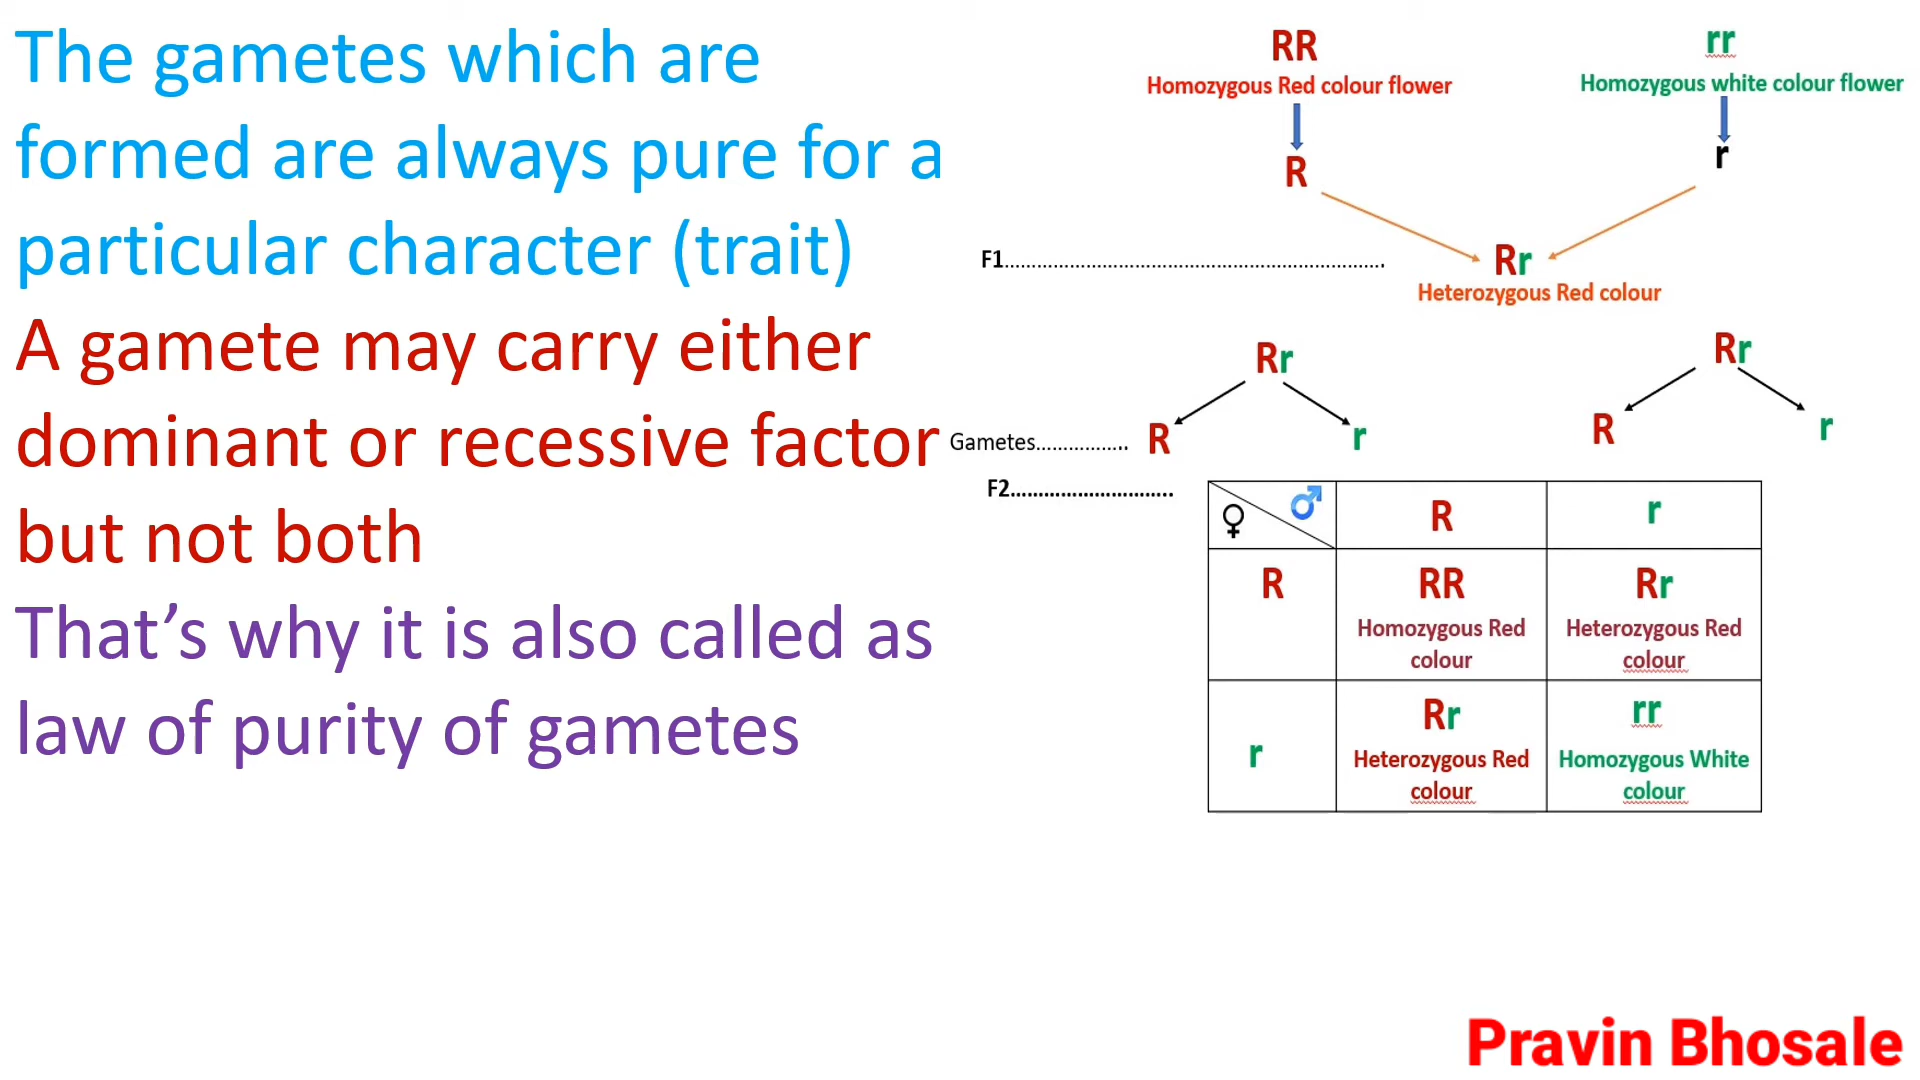 The gametes which are
formed are always pure for a
particular character (trait)
A gamete may carry either
dominant or recessive factor
but not both
That's why it is also called as
law of purity of gametes
RR
Homozygous Red colour flower
R
rr
Homozygous white colour flower
r
F1.....................................................................
Rr
Heterozygous Red colour
Rr
Rr
Gametes.................
R
r
R
r
F2..............................
♀ ♂
R
r
R
RR
Homozygous Red
colour
Rr
Heterozygous Red
colour
r
Rr
Heterozygous Red
colour
rr
Homozygous White
colour
Pravin Bhosale